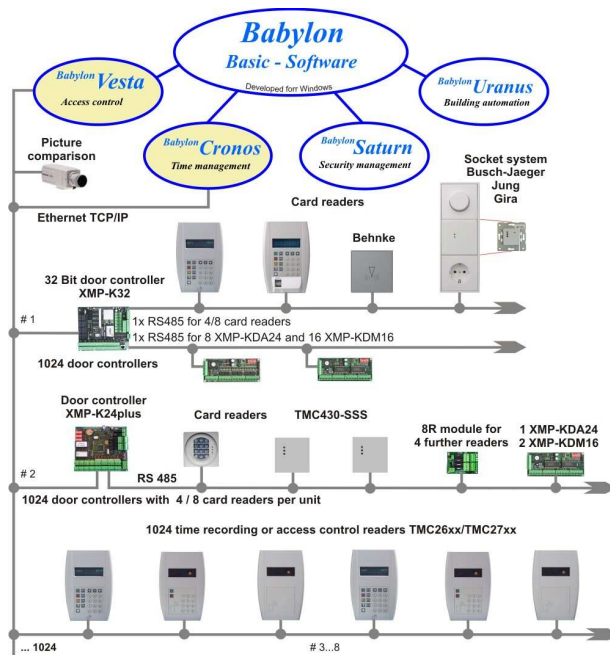 Babylon
Basic - Software
Developed forr Windows
Babylon Vesta
Access control
Babylon Uranus
Building automation
Babylon Cronos
Time management
Babylon Saturn
Security management
Picture
comparison
Ethernet TCP/IP
Card readers
Behnke
Socket system
Busch-Jaeger
Jung
Gira
32 Bit door controller
XMP-K32
# 1
1x RS485 for 4/8 card readers
1x RS485 for 8 XMP-KDA24 and 16 XMP-KDM16
1024 door controllers
Door controller
XMP-K24plus
Card readers
TMC430-SSS
8R module for
4 further readers
1 XMP-KDA24
2 XMP-KDM16
# 2
RS 485
1024 door controllers with 4 / 8 card readers per unit
1024 time recording or access control readers TMC26xx/TMC27xx
... 1024
# 3...8